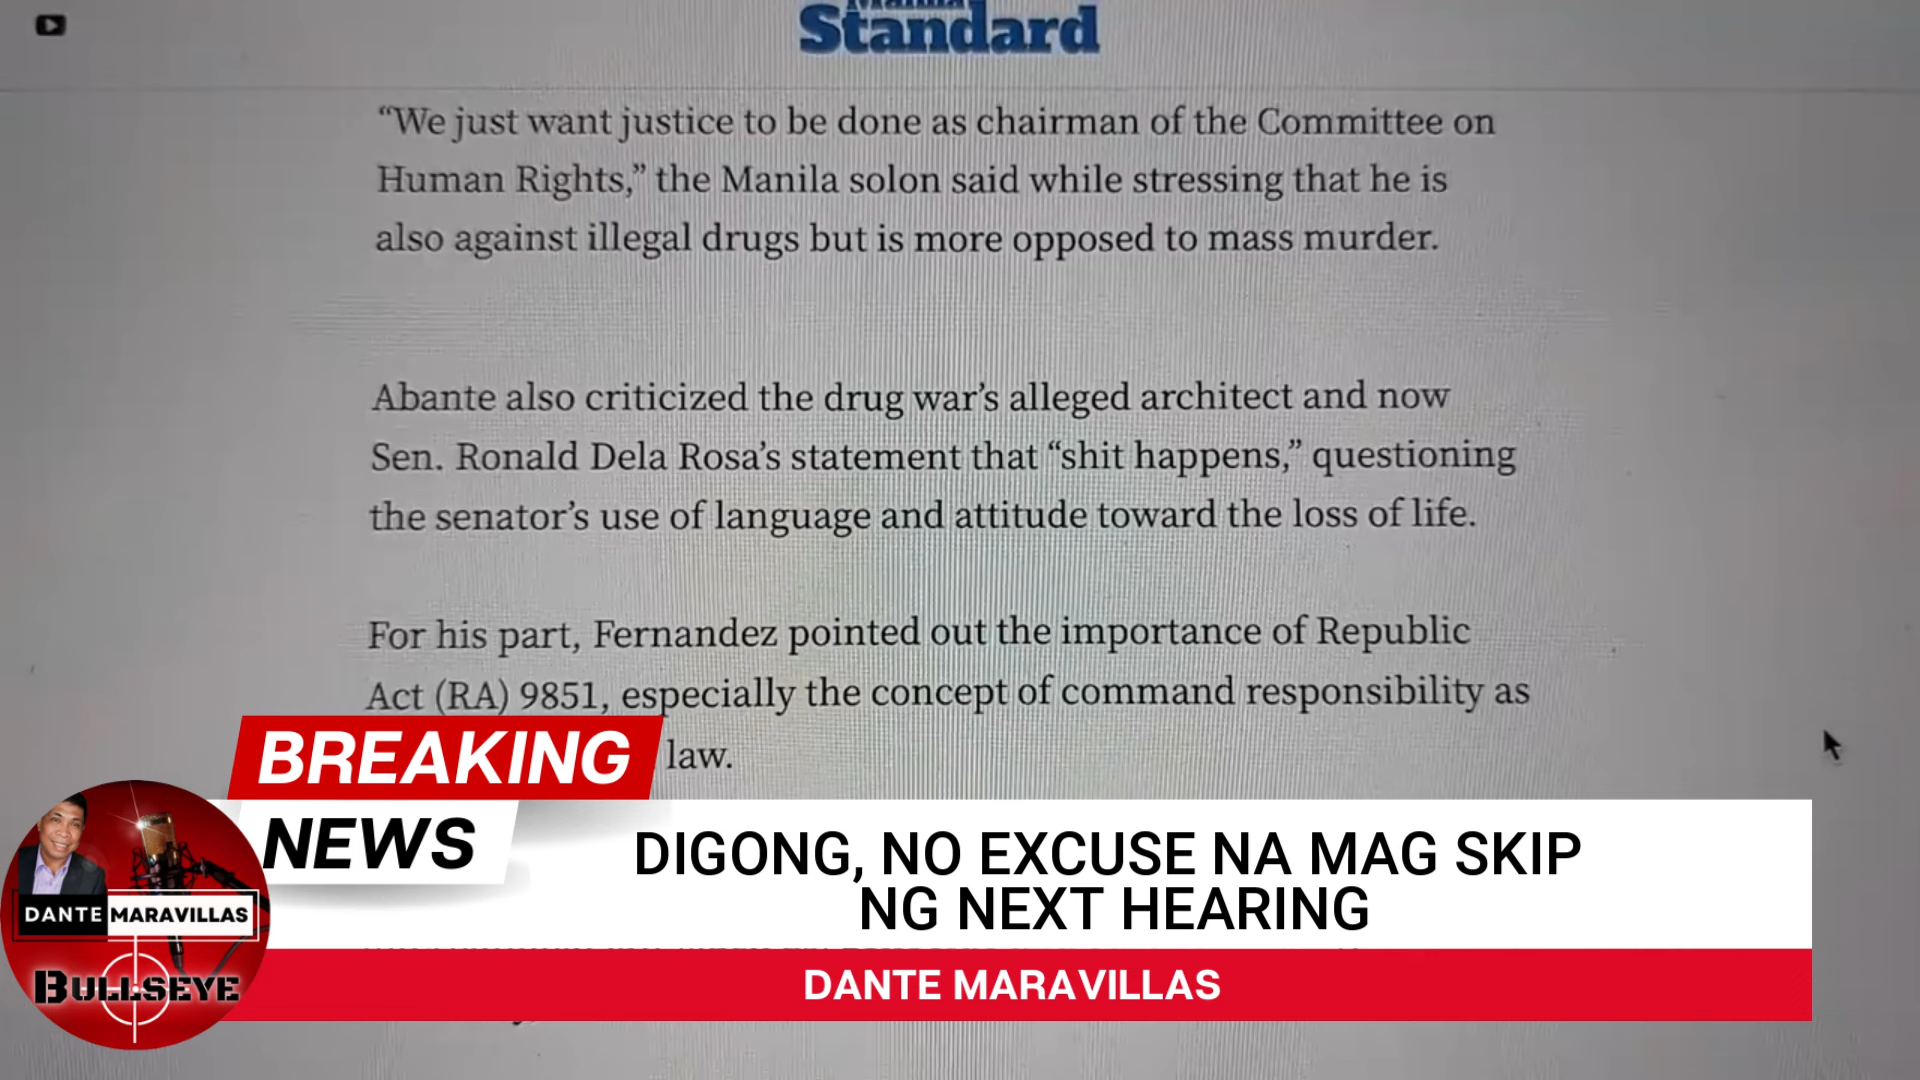 Standard
“We just want justice to be done as chairman of the Committee on
Human Rights,” the Manila solon said while stressing that he is
also against illegal drugs but is more opposed to mass murder.
Abante also criticized the drug war’s alleged architect and now
Sen. Ronald Dela Rosa’s statement that “shit happens,” questioning
the senator’s use of language and attitude toward the loss of life.
For his part, Fernandez pointed out the importance of Republic
Act (RA) 9851, especially the concept of command responsibility as
law.
BREAKING
NEWS
DIGONG, NO EXCUSE NA MAG SKIP
NG NEXT HEARING
DANTE MARAVILLAS
BULLSEYE
DANTE MARAVILLAS